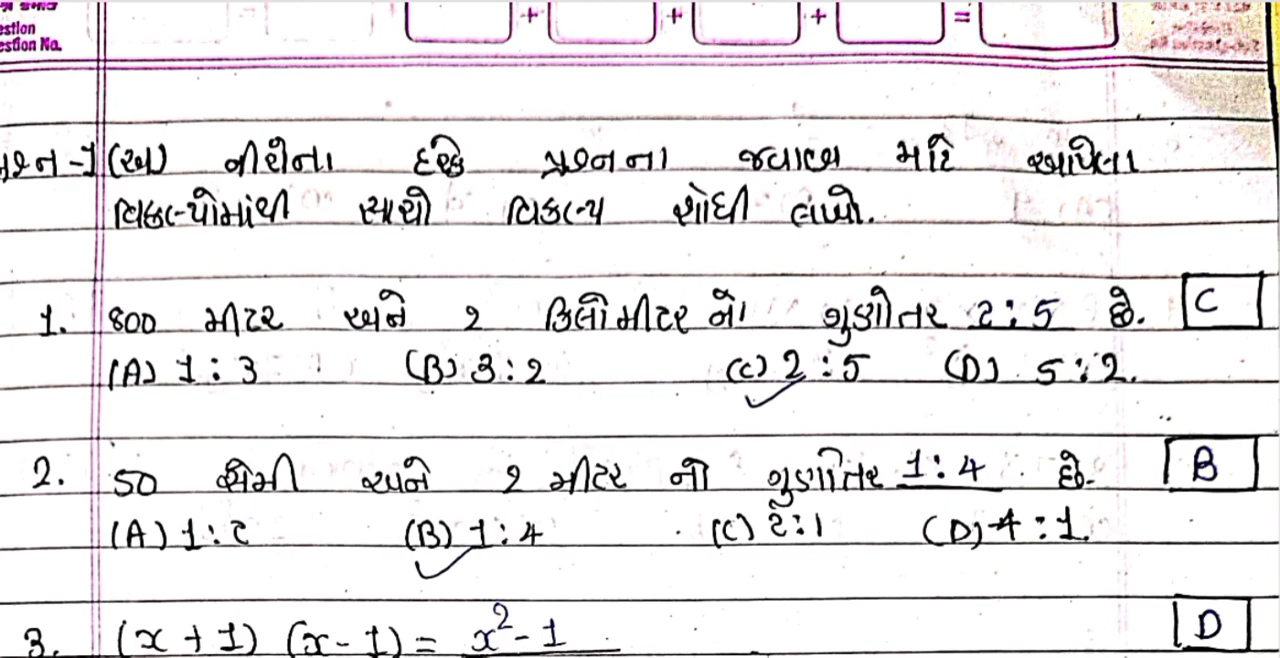 estion
estion No.
+ + + =
પ્રશ્ન-1 (અ) નીચેના દરેક પ્રશ્નના જવાબ માટે આપેલા
વિકલ્પોમાંથી સાચો વિકલ્પ શોધી લખો.
1. 800 મીટર અને 2 કિલોમીટર નો ગુણોતર 2:5 છે. C
(A) 1:3 (B) 3:2 (C) 2:5 (D) 5:2.
2. 50 સેમી અને 2 મીટર નો ગુણોતર 1:4 છે. B
(A) 1:2 (B) 1:4 (C) 2:1 (D) 4:1.
3. (x+1) (x-1) = x²-1 D